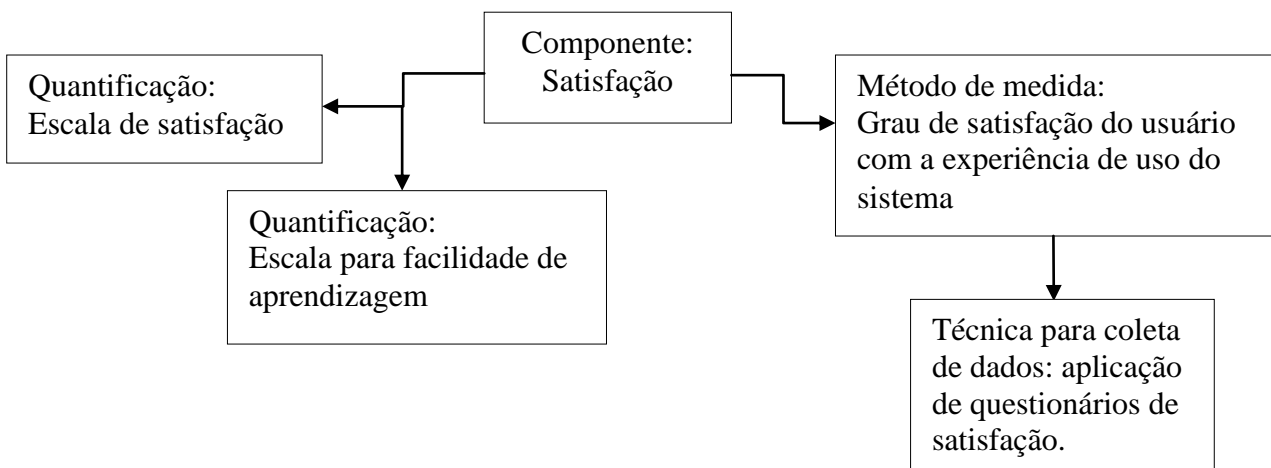 Componente:
Satisfação
Quantificação:
Escala de satisfação
Quantificação:
Escala para facilidade de
aprendizagem
Método de medida:
Grau de satisfação do usuário
com a experiência de uso do
sistema
Técnica para coleta
de dados: aplicação
de questionários de
satisfação.